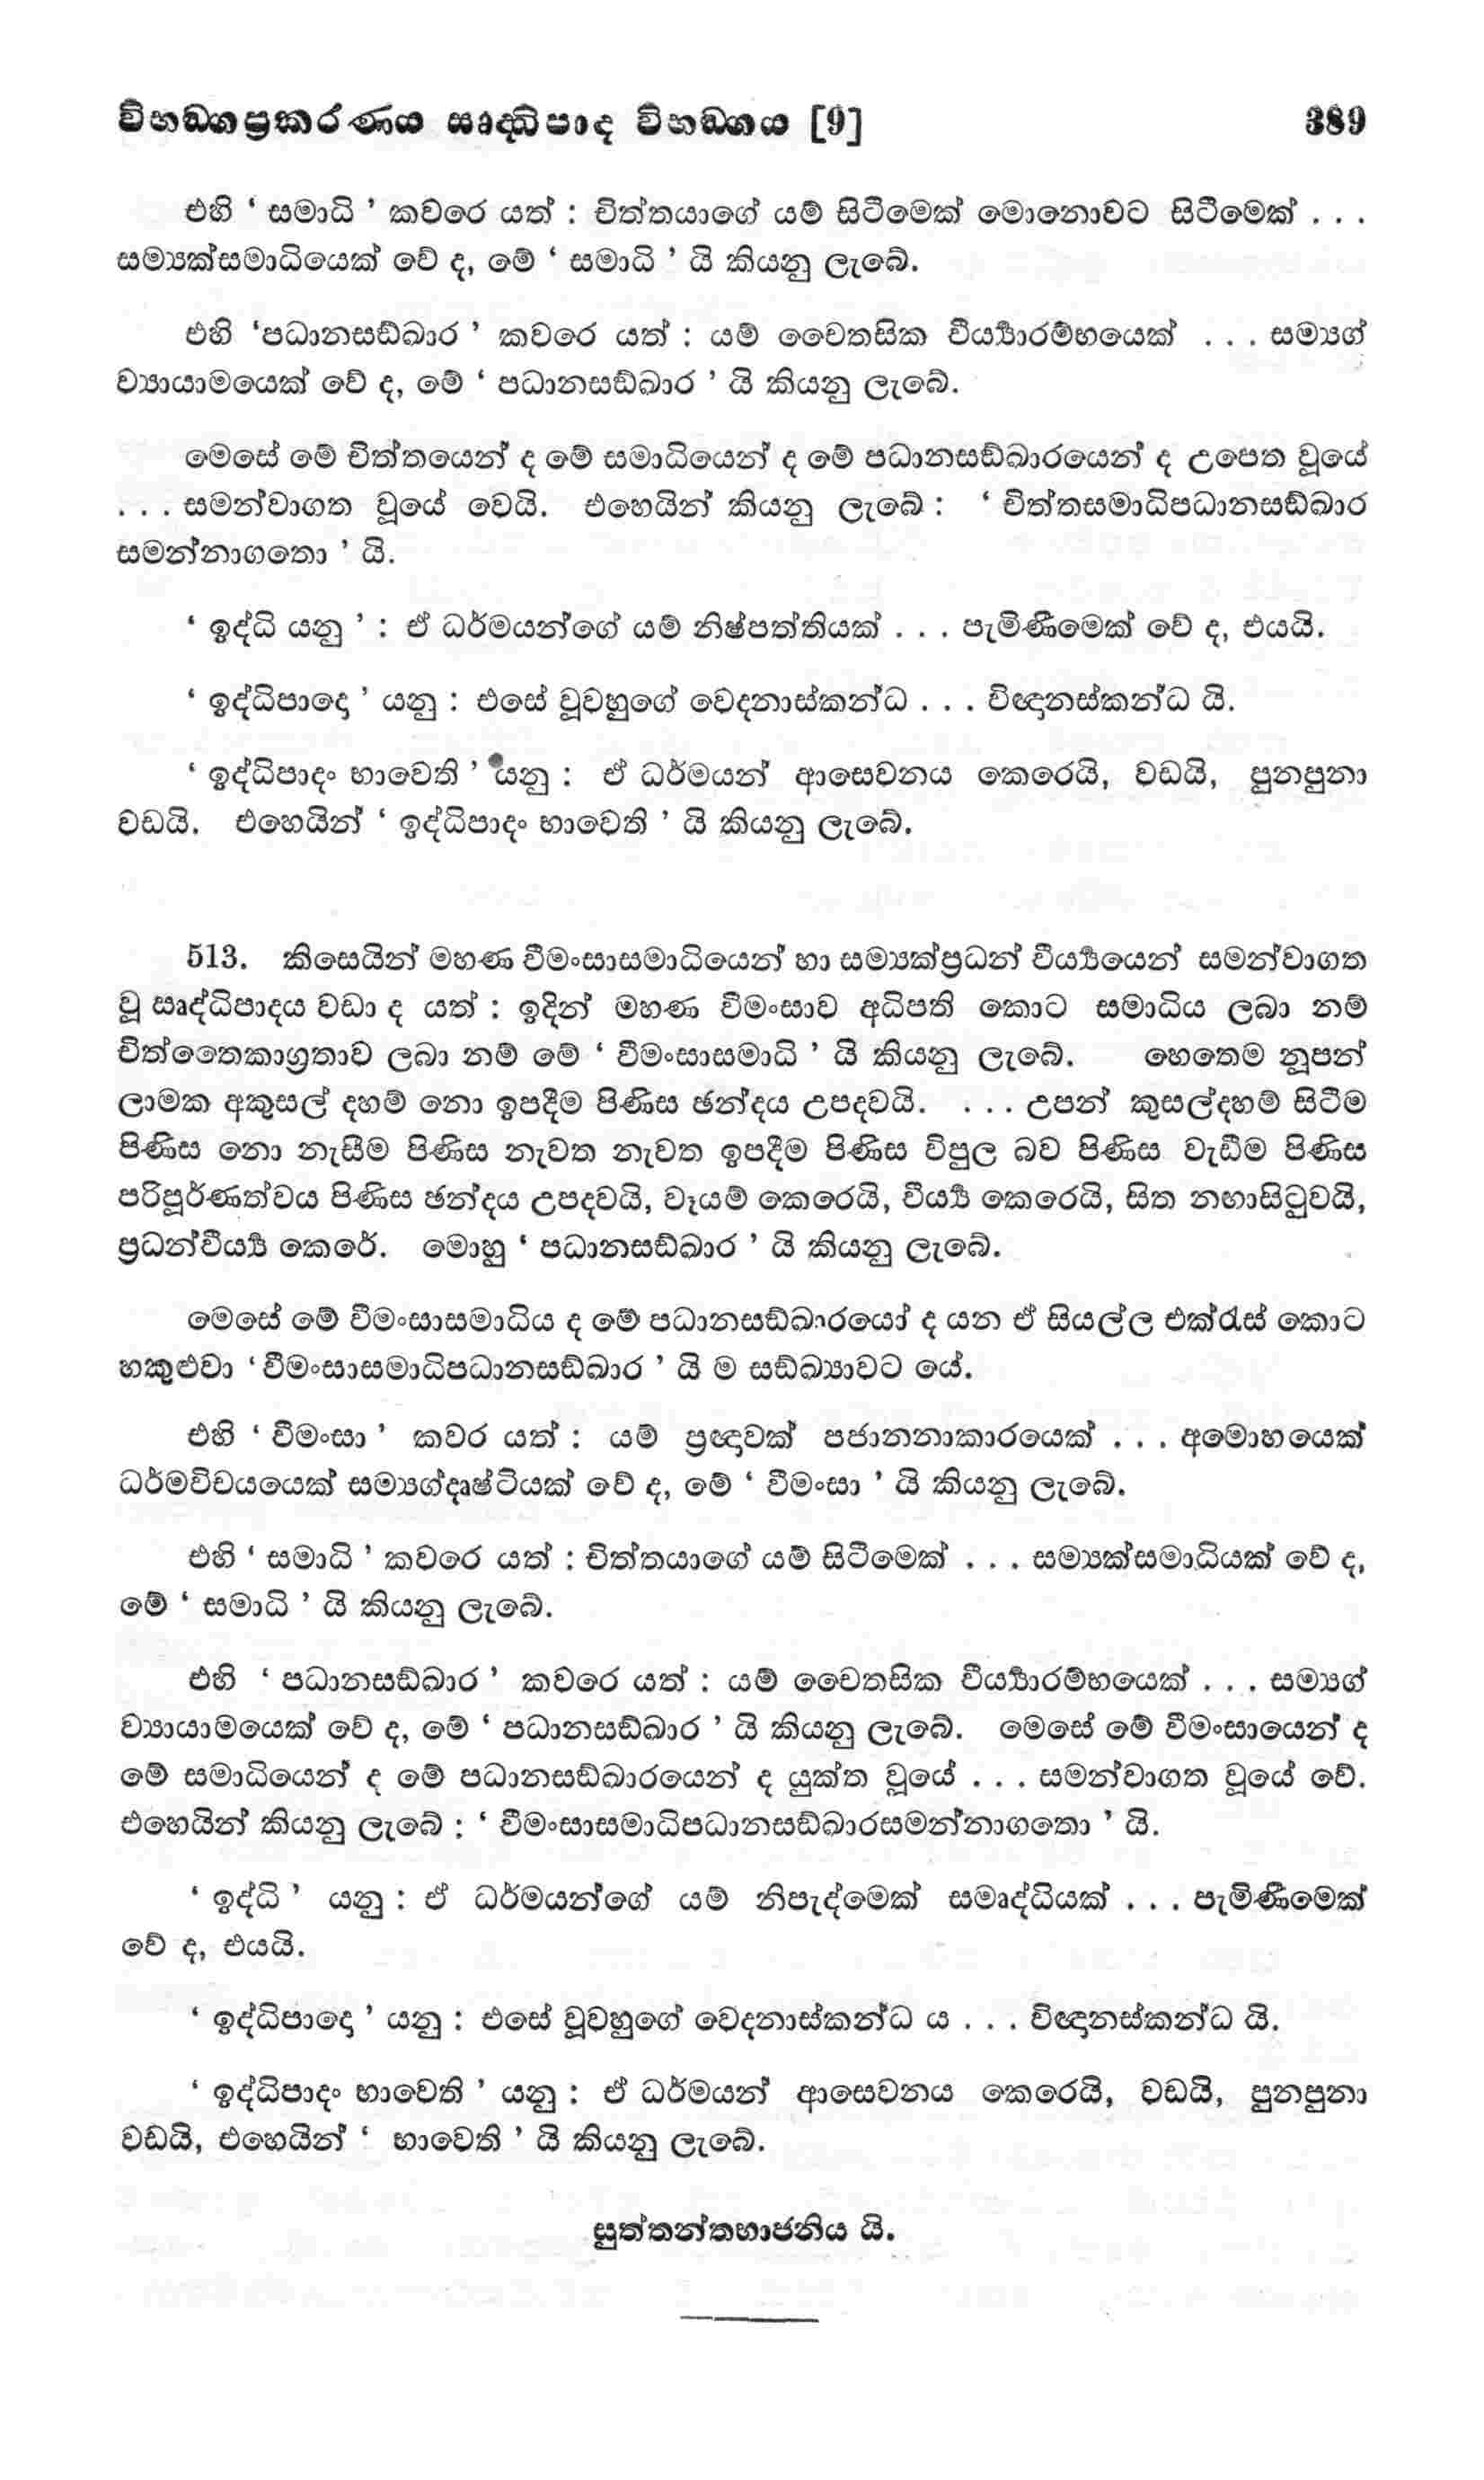 විභඞගප්‍රකරණය ඍද්ධිපාද විභඞගය [9] 389
එහි ‘ සමාධි ’ කවරෙ යත් : චිත්තයාගේ යම් සිටීමෙක් මොනොවට සිටීමෙක් . . .
සම්‍යක්සමාධියෙක් වේ ද, මේ ‘ සමාධි ’ යි කියනු ලැබේ.
එහි ‘පධානසඞ්ඛාර ’ කවරෙ යත් : යම් චෛතසික වීර්‍ය්‍යාරම්භයෙක් . . . සම්‍යග්
ව්‍යායාමයෙක් වේ ද, මේ ‘ පධානසඞ්ඛාර ’ යි කියනු ලැබේ.
මෙසේ මේ චිත්තයෙන් ද මේ සමාධියෙන් ද මේ පධානසඞ්ඛාරයෙන් ද උපෙත වූයේ
. . . සමන්වාගත වූයේ වෙයි. එහෙයින් කියනු ලැබේ : ‘ චිත්තසමාධිපධානසඞ්ඛාර
සමන්නාගතො ’ යි.
‘ ඉද්ධි යනු ’ : ඒ ධර්මයන්ගේ යම් නිෂ්පත්තියක් . . . පැමිණීමෙක් වේ ද, එයයි.
‘ ඉද්ධිපාදෙ‍ා ’ යනු : එසේ වූවහුගේ වෙදනාස්කන්ධ . . . විඥානස්කන්ධ යි.
‘ ඉද්ධිපාදං භාවෙති ’ යනු : ඒ ධර්මයන් ආසෙවනය කෙරෙයි, වඩයි, පුනපුනා
වඩයි. එහෙයින් ‘ ඉද්ධිපාදං භාවෙති ’ යි කියනු ලැබේ.
513. කිසෙයින් මහණ වීමංසාසමාධියෙන් හා සම්‍යක්ප්‍රධන් වීර්‍ය්‍යයෙන් සමන්වාගත
වූ ඍද්ධිපාදය වඩා ද යත් : ඉදින් මහණ වීමංසාව අධිපති කොට සමාධිය ලබා නම්
චිත්තෛකාග්‍රතාව ලබා නම් මේ ‘ වීමංසාසමාධි ’ යි කියනු ලැබේ. හෙතෙම නූපන්
ලාමක අකුසල් දහම් නො ඉපදීම පිණිස ඡන්දය උපදවයි. . . . උපන් කුසල්දහම් සිටීම
පිණිස නො නැසීම පිණිස නැවත නැවත ඉපදීම පිණිස විපුල බව පිණිස වැඩීම පිණිස
පරිපූර්ණත්වය පිණිස ඡන්දය උපදවයි, වෑයම් කෙරෙයි, වීර්‍ය්‍ය කෙරෙයි, සිත නඟාසිටුවයි,
ප්‍රධන්වීර්‍ය්‍ය කෙරේ. මොහු ‘ පධානසඞ්ඛාර ’ යි කියනු ලැබේ.
මෙසේ මේ වීමංසාසමාධිය ද මේ පධානසඞ්ඛාරයෝ ද යන ඒ සියල්ල එක්රැස් කොට
හකුළුවා ‘වීමංසාසමාධිපධානසඞ්ඛාර ’ යි ම සඞ්ඛ්‍යාවට යේ.
එහි ‘ වීමංසා ’ කවර යත් : යම් ප්‍රඥාවක් පජානනාකාරයෙක් . . . අමොහයෙක්
ධර්මවිචයයෙක් සම්‍යග්දෘෂ්ටියක් වේ ද, මේ ‘ වීමංසා ’ යි කියනු ලැබේ.
එහි ‘ සමාධි ’ කවරෙ යත් : චිත්තයාගේ යම් සිටීමෙක් . . . සම්‍යක්සමාධියක් වේ ද,
මේ ‘ සමාධි ’ යි කියනු ලැබේ.
එහි ‘ පධානසඞ්ඛාර ’ කවරෙ යත් : යම් චෛතසික වීර්‍ය්‍යාරම්භයෙක් . . . සම්‍යග්
ව්‍යායාමයෙක් වේ ද, මේ ‘ පධානසඞ්ඛාර ’ යි කියනු ලැබේ. මෙසේ මේ වීමංසායෙන් ද
මේ සමාධියෙන් ද මේ පධානසඞ්ඛාරයෙන් ද යුක්ත වූයේ . . . සමන්වාගත වූයේ වේ.
එහෙයින් කියනු ලැබේ : ‘ වීමංසාසමාධිපධානසඞ්ඛාරසමන්නාගතො ’ යි.
‘ ඉද්ධි ’ යනු : ඒ ධර්මයන්ගේ යම් නිපැද්මෙක් සමෘද්ධියක් . . . පැමිණීමෙක්
වේ ද, එයයි.
‘ ඉද්ධිපාදො ’ යනු : එසේ වූවහුගේ වෙදනාස්කන්ධ ය . . . විඥානස්කන්ධ යි.
‘ ඉද්ධිපාදං භාවෙති ’ යනු : ඒ ධර්මයන් ආසෙවනය කෙරෙයි, වඩයි, පුනපුනා
වඩයි, එහෙයින් ‘ භාවෙති ’ යි කියනු ලැබේ.
සුත්තන්තභාජනිය යි.